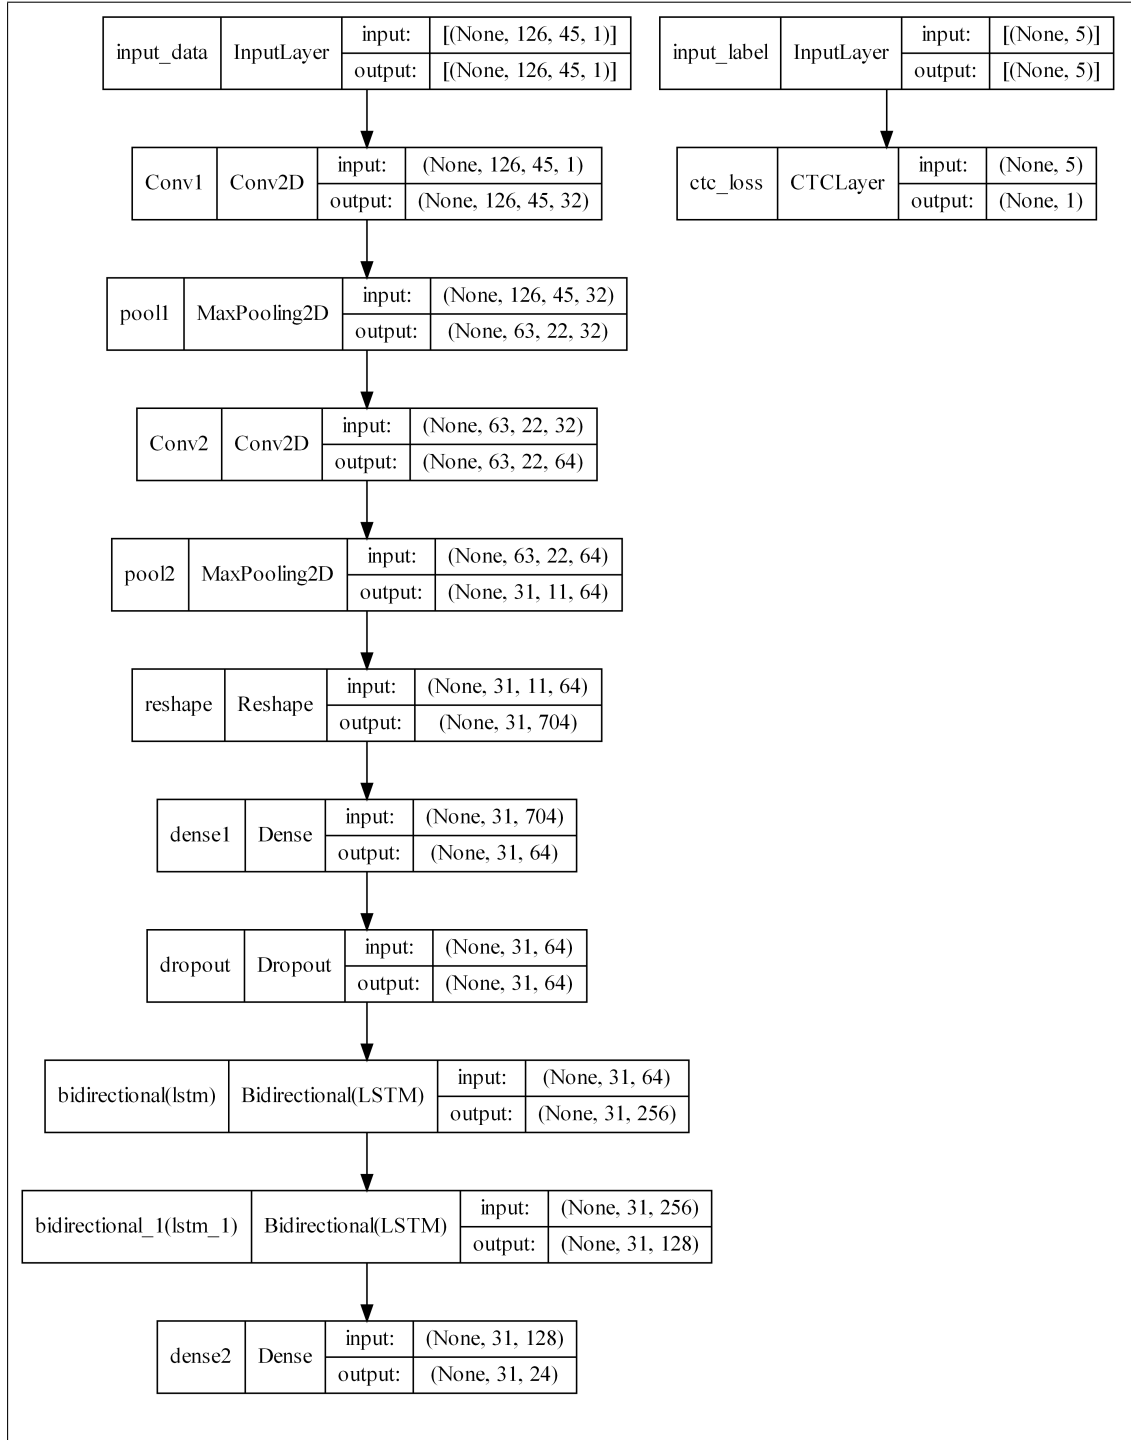 input_data InputLayer input: [(None, 126, 45, 1)]
output: [(None, 126, 45, 1)]
input_label InputLayer input: [(None, 5)]
output: [(None, 5)]
Conv1 Conv2D input: (None, 126, 45, 1)
output: (None, 126, 45, 32)
ctc_loss CTCLayer input: (None, 5)
output: (None, 1)
pool1 MaxPooling2D input: (None, 126, 45, 32)
output: (None, 63, 22, 32)
Conv2 Conv2D input: (None, 63, 22, 32)
output: (None, 63, 22, 64)
pool2 MaxPooling2D input: (None, 63, 22, 64)
output: (None, 31, 11, 64)
reshape Reshape input: (None, 31, 11, 64)
output: (None, 31, 704)
dense1 Dense input: (None, 31, 704)
output: (None, 31, 64)
dropout Dropout input: (None, 31, 64)
output: (None, 31, 64)
bidirectional(lstm) Bidirectional(LSTM) input: (None, 31, 64)
output: (None, 31, 256)
bidirectional_1(lstm_1) Bidirectional(LSTM) input: (None, 31, 256)
output: (None, 31, 128)
dense2 Dense input: (None, 31, 128)
output: (None, 31, 24)